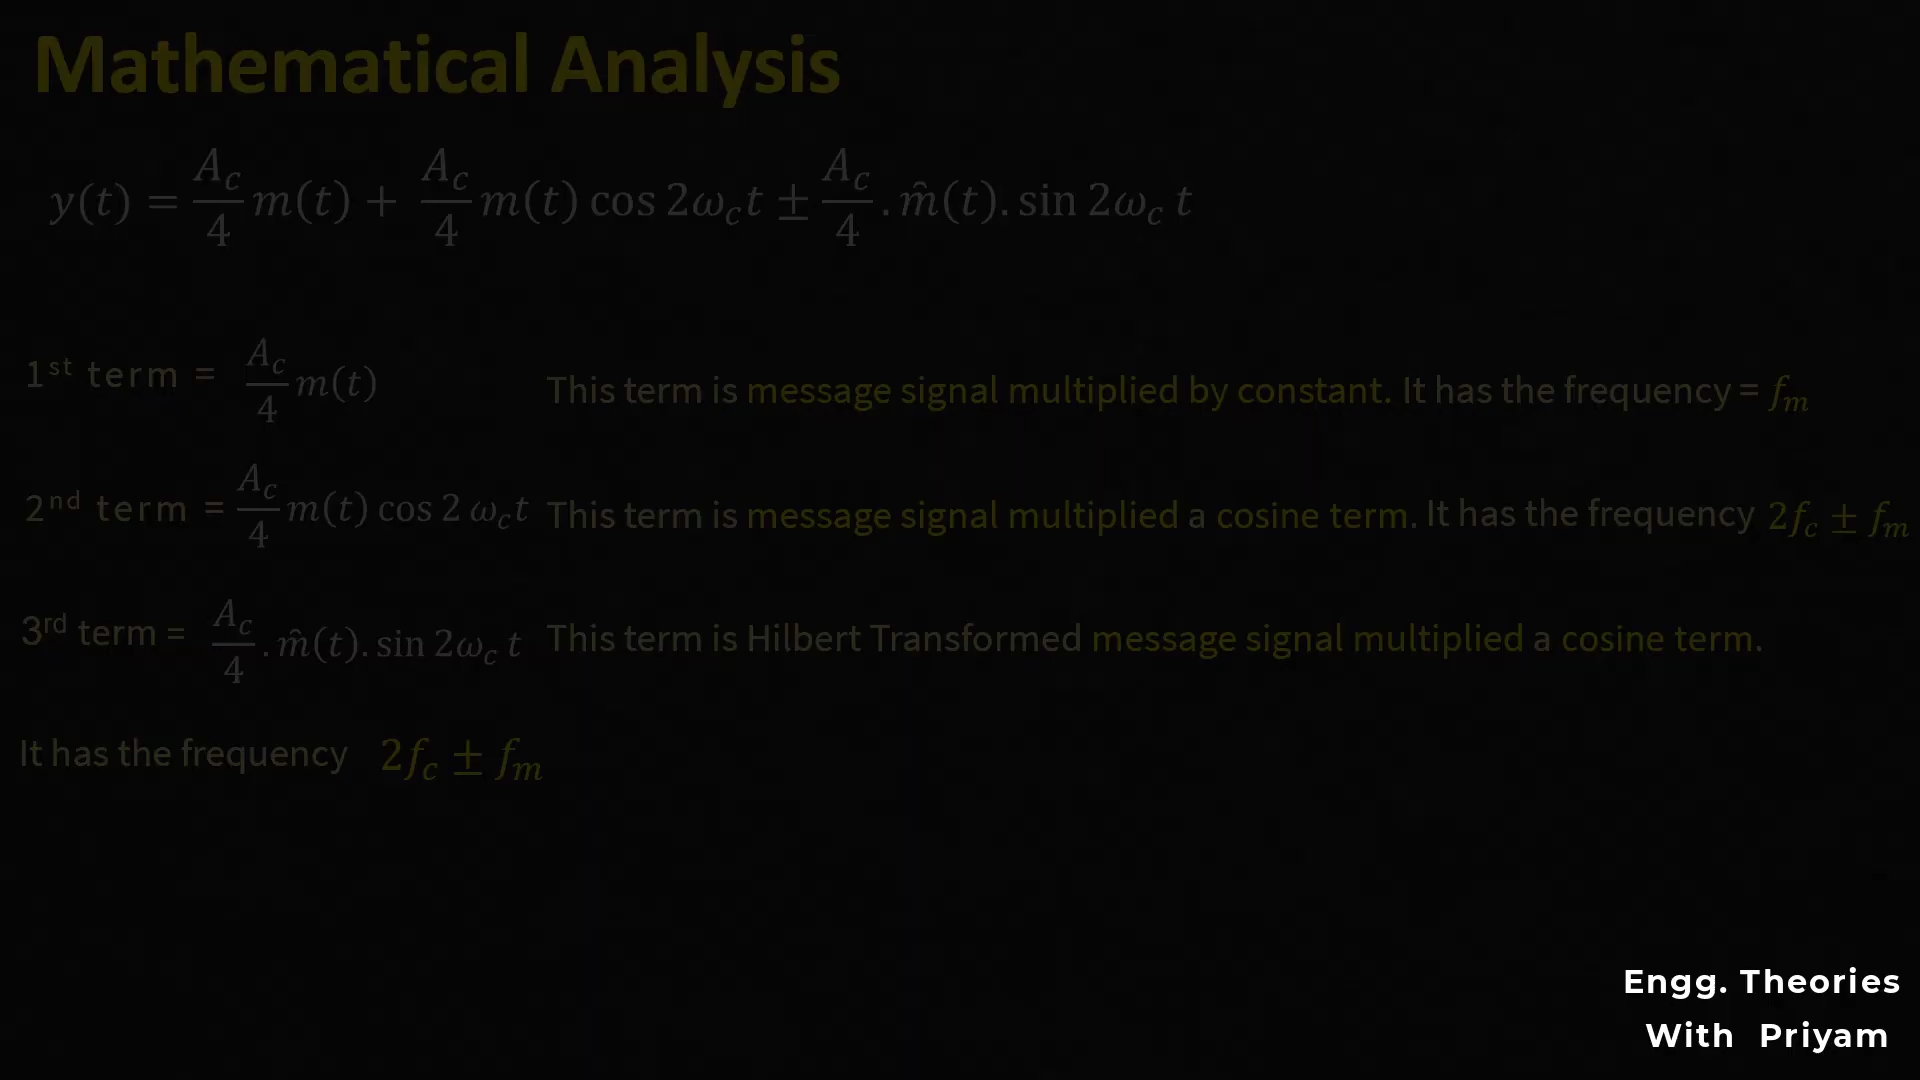 Mathematical Analysis
y(t) = A_c/4 m(t) + A_c/4 m(t) cos 2ω_c t ± A_c/4 . m̂(t). sin 2ω_c t
1st term = A_c/4 m(t) This term is message signal multiplied by constant. It has the frequency = f_m
2nd term = A_c/4 m(t) cos 2 ω_c t This term is message signal multiplied a cosine term. It has the frequency 2f_c ± f_m
3rd term = A_c/4 . m̂(t). sin 2ω_c t This term is Hilbert Transformed message signal multiplied a cosine term.
It has the frequency 2f_c ± f_m
Engg. Theories
With Priyam